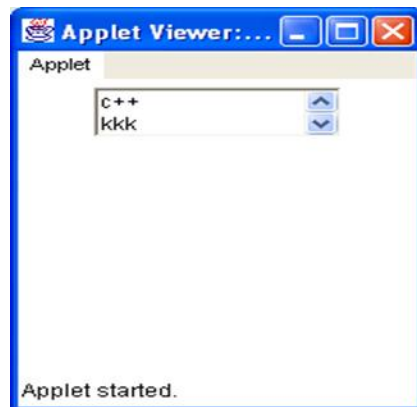 Applet Viewer:...
Applet
c++
kkk
Applet started.